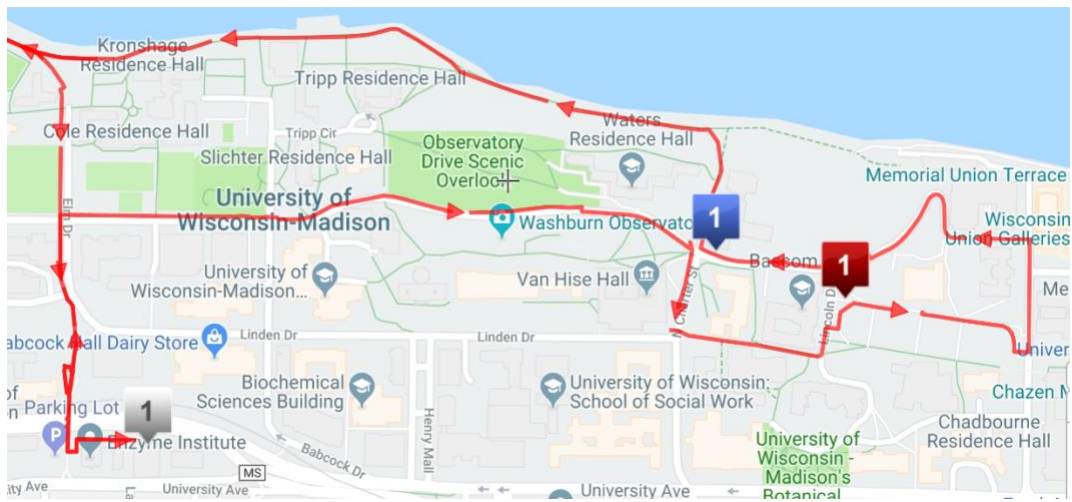 Kronshage
Residence Hall
Tripp Residence Hall
Waters
Residence Hall
Cole Residence Hall
Tripp Cir
Slichter Residence Hall
Observatory
Drive Scenic
Overlook
Memorial Union Terrace
Elm Dr
University of
Wisconsin-Madison
Washburn Observato
1
Wisconsin
Union Galleries
University of
Wisconsin-Madison...
Van Hise Hall
N Charter St
Bascom
1
Lincoln D
Me
Linden Dr
Linden Dr
abcock Hall Dairy Store
Univer
Biochemical
Sciences Building
University of Wisconsin:
School of Social Work
Chazen M
of
n
Parking Lot
1
Enzyme Institute
Henry Mall
Chadbourne
Residence Hall
Babcock Dr
University of
Wisconsin -
Madison's
Botanical
MS
sity Ave
La
University Ave
University Ave